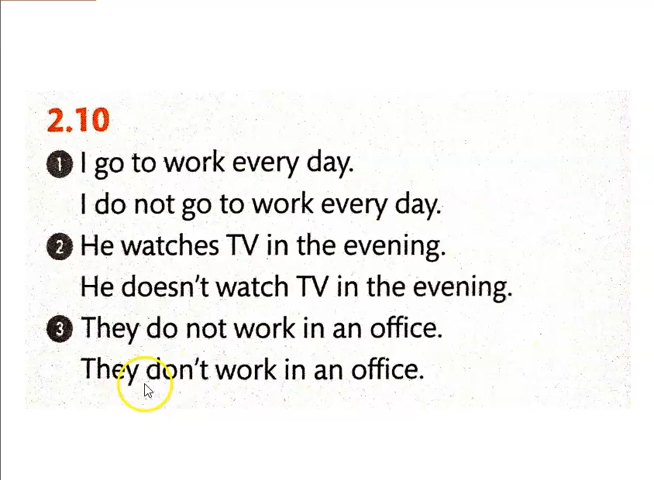 2.10
1 I go to work every day.
I do not go to work every day.
2 He watches TV in the evening.
He doesn't watch TV in the evening.
3 They do not work in an office.
They don't work in an office.